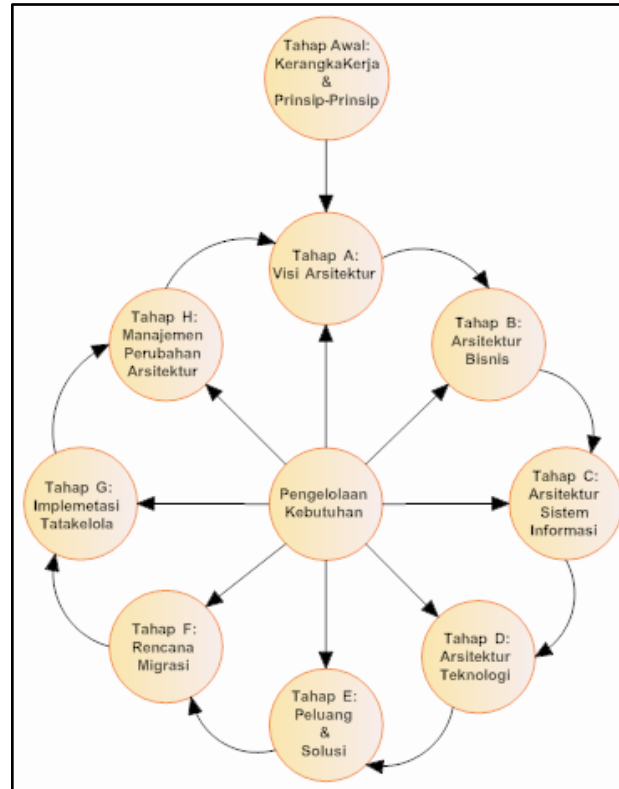 Tahap Awal:
KerangkaKerja
&
Prinsip-Prinsip
Tahap A:
Visi Arsitektur
Tahap B:
Arsitektur
Bisnis
Tahap C:
Arsitektur
Sistem
Informasi
Tahap D:
Arsitektur
Teknologi
Tahap E:
Peluang
&
Solusi
Tahap F:
Rencana
Migrasi
Tahap G:
Implemetasi
Tatakelola
Tahap H:
Manajemen
Perubahan
Arsitektur
Pengelolaan
Kebutuhan